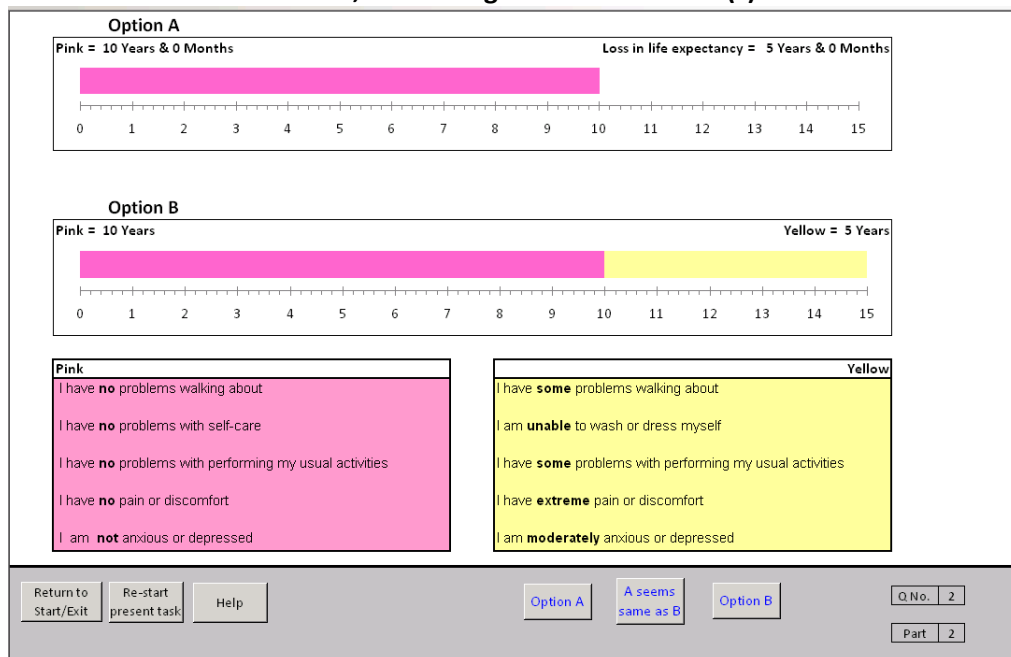 Option A
Pink = 10 Years & 0 Months Loss in life expectancy = 5 Years & 0 Months
0 1 2 3 4 5 6 7 8 9 10 11 12 13 14 15
Option B
Pink = 10 Years Yellow = 5 Years
0 1 2 3 4 5 6 7 8 9 10 11 12 13 14 15
Pink
I have no problems walking about
I have no problems with self-care
I have no problems with performing my usual activities
I have no pain or discomfort
I am not anxious or depressed
Yellow
I have some problems walking about
I am unable to wash or dress myself
I have some problems with performing my usual activities
I have extreme pain or discomfort
I am moderately anxious or depressed
Return to
Start/Exit
Re-start
present task
Help
Option A
A seems
same as B
Option B
Q No. 2
Part 2